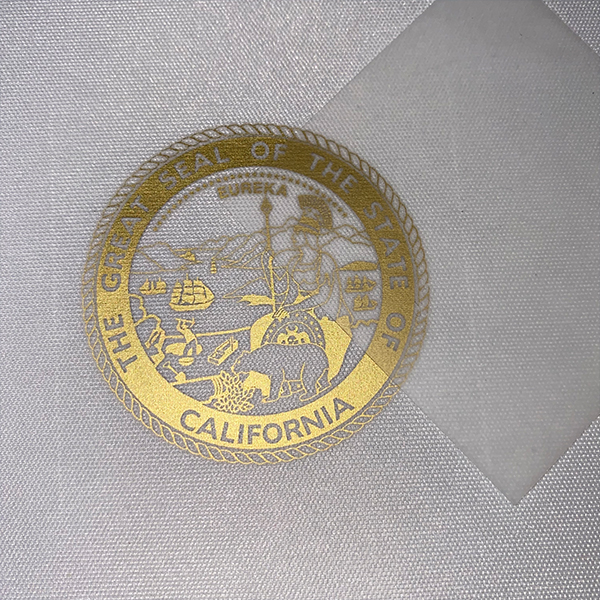 THE GREAT SEAL OF THE STATE OF
EUREKA
CALIFORNIA